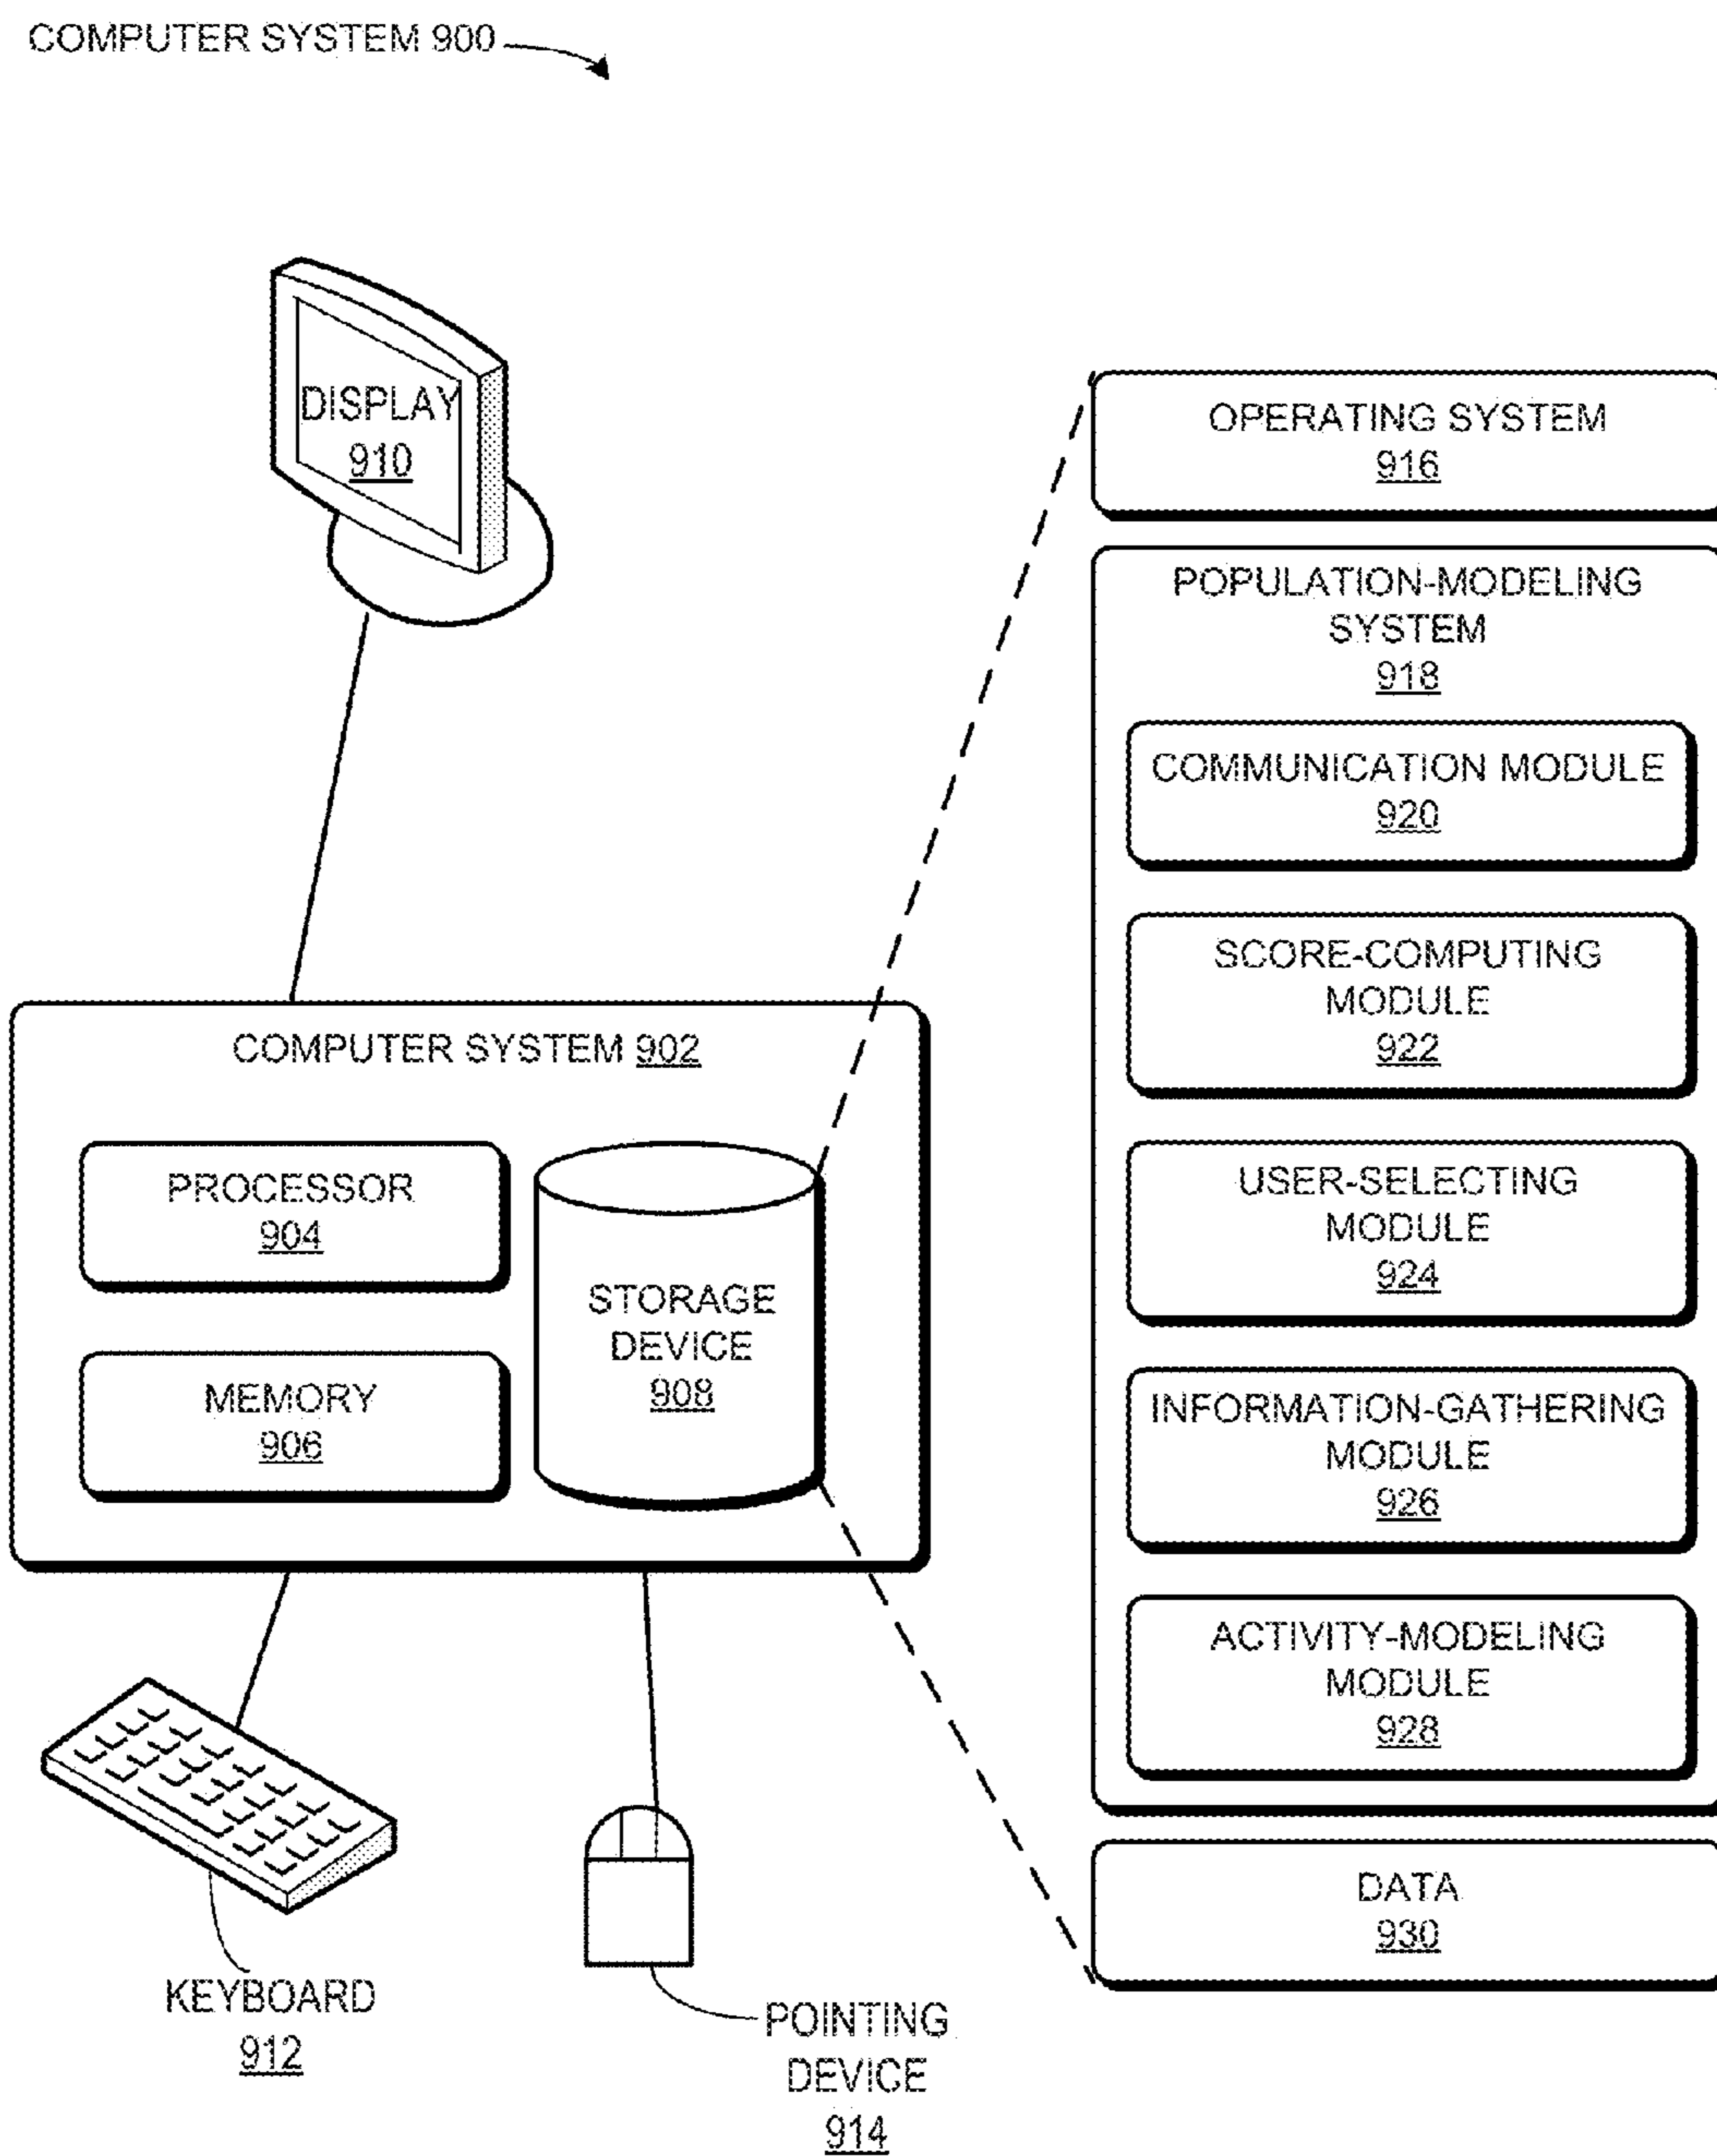 COMPUTER SYSTEM 900
DISPLAY
910
COMPUTER SYSTEM 902
PROCESSOR
904
MEMORY
906
STORAGE
DEVICE
908
KEYBOARD
912
POINTING
DEVICE
914
OPERATING SYSTEM
916
POPULATION-MODELING
SYSTEM
918
COMMUNICATION MODULE
920
SCORE-COMPUTING
MODULE
922
USER-SELECTING
MODULE
924
INFORMATION-GATHERING
MODULE
926
ACTIVITY-MODELING
MODULE
928
DATA
930